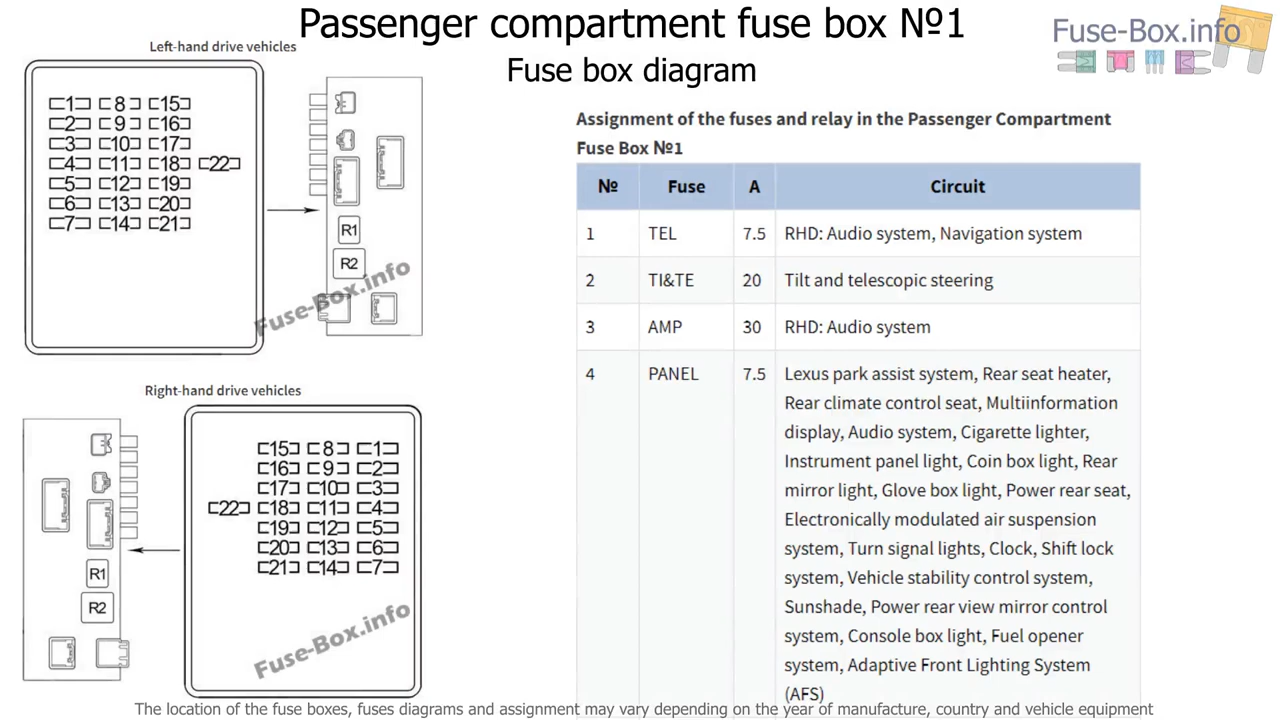 Passenger compartment fuse box №1
Fuse box diagram
Fuse-Box.info
Left-hand drive vehicles
1 8 15
2 9 16
3 10 17
4 11 18 22
5 12 19
6 13 20
7 14 21
R1
R2
Fuse-Box.info
Right-hand drive vehicles
15 8 1
16 9 2
17 10 3
22 18 11 4
19 12 5
20 13 6
21 14 7
R1
R2
Fuse-Box.info
Assignment of the fuses and relay in the Passenger Compartment
Fuse Box №1
№ Fuse A Circuit
1 TEL 7.5 RHD: Audio system, Navigation system
2 TI&TE 20 Tilt and telescopic steering
3 AMP 30 RHD: Audio system
4 PANEL 7.5 Lexus park assist system, Rear seat heater,
Rear climate control seat, Multiinformation
display, Audio system, Cigarette lighter,
Instrument panel light, Coin box light, Rear
mirror light, Glove box light, Power rear seat,
Electronically modulated air suspension
system, Turn signal lights, Clock, Shift lock
system, Vehicle stability control system,
Sunshade, Power rear view mirror control
system, Console box light, Fuel opener
system, Adaptive Front Lighting System
(AFS)
The location of the fuse boxes, fuses diagrams and assignment may vary depending on the year of manufacture, country and vehicle equipment